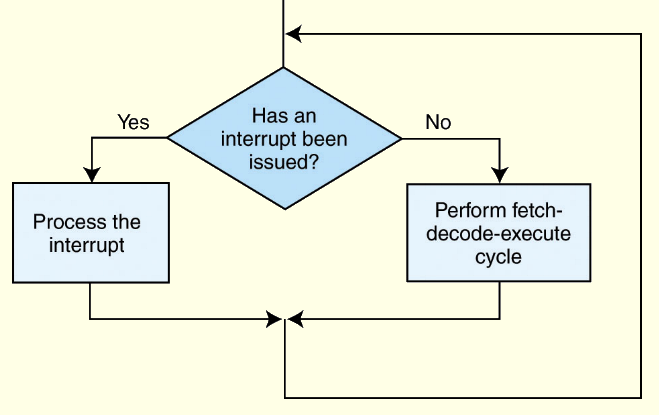 Has an
interrupt been
issued?
Yes
No
Process the
interrupt
Perform fetch-
decode-execute
cycle